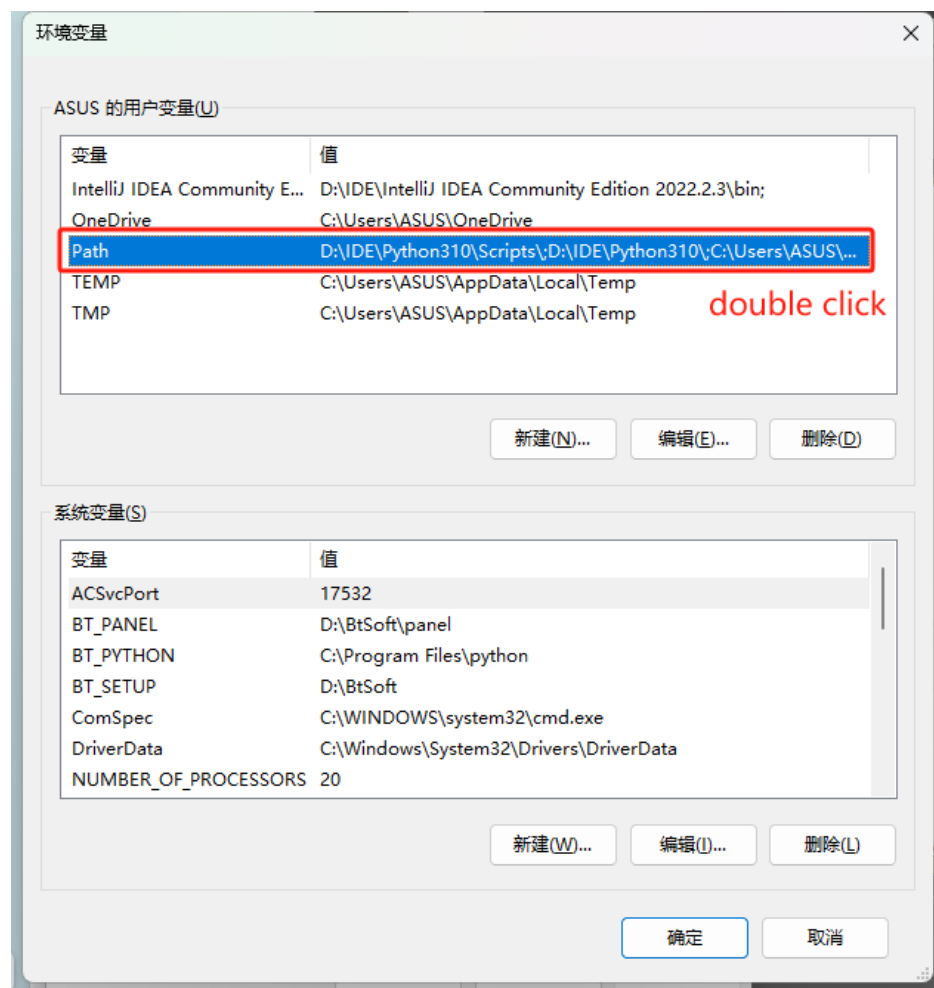 环境变量
ASUS 的用户变量(U)
变量 值
IntelliJ IDEA Community E... D:\IDE\IntelliJ IDEA Community Edition 2022.2.3\bin;
OneDrive C:\Users\ASUS\OneDrive
Path D:\IDE\Python310\Scripts\;D:\IDE\Python310\;C:\Users\ASUS\...
TEMP C:\Users\ASUS\AppData\Local\Temp
double click
TMP C:\Users\ASUS\AppData\Local\Temp
新建(N)... 编辑(E)... 删除(D)
系统变量(S)
变量 值
ACSvcPort 17532
BT_PANEL D:\BtSoft\panel
BT_PYTHON C:\Program Files\python
BT_SETUP D:\BtSoft
ComSpec C:\WINDOWS\system32\cmd.exe
DriverData C:\Windows\System32\Drivers\DriverData
NUMBER_OF_PROCESSORS 20
新建(W)... 编辑(I)... 删除(L)
确定 取消